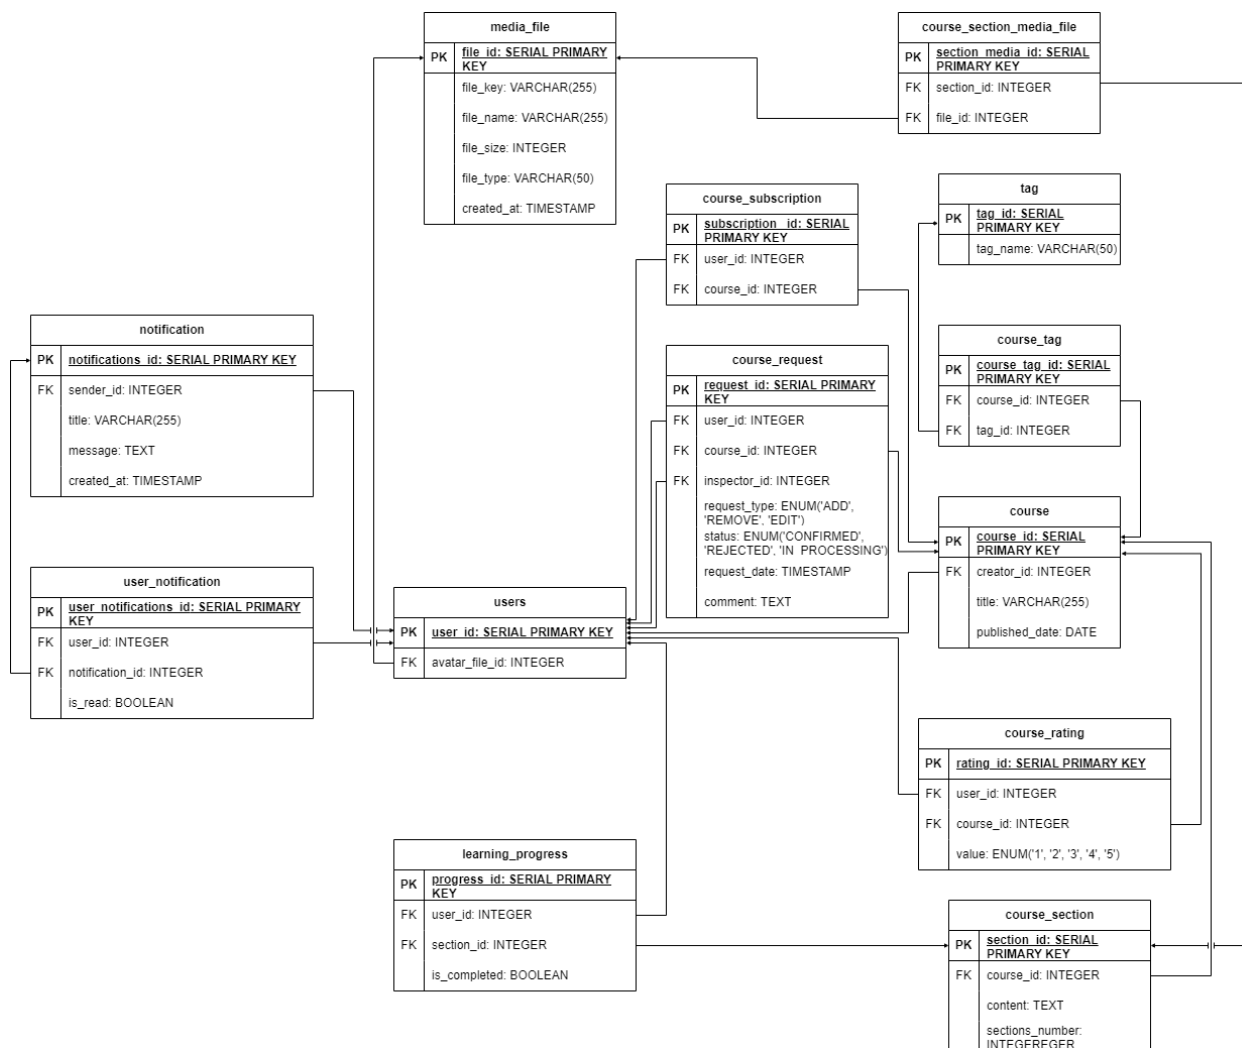 media_file
PK file_id: SERIAL PRIMARY
KEY
file_key: VARCHAR(255)
file_name: VARCHAR(255)
file_size: INTEGER
file_type: VARCHAR(50)
created_at: TIMESTAMP
course_section_media_file
PK section_media_id: SERIAL
PRIMARY KEY
FK section_id: INTEGER
FK file_id: INTEGER
course_subscription
PK subscription_id: SERIAL
PRIMARY KEY
FK user_id: INTEGER
FK course_id: INTEGER
tag
PK tag_id: SERIAL
PRIMARY KEY
tag_name: VARCHAR(50)
notification
PK notifications_id: SERIAL PRIMARY KEY
FK sender_id: INTEGER
title: VARCHAR(255)
message: TEXT
created_at: TIMESTAMP
course_request
PK request_id: SERIAL PRIMARY
KEY
FK user_id: INTEGER
FK course_id: INTEGER
FK inspector_id: INTEGER
request_type: ENUM('ADD',
'REMOVE', 'EDIT')
status: ENUM('CONFIRMED',
'REJECTED', 'IN_PROCESSING')
request_date: TIMESTAMP
comment: TEXT
course_tag
PK course_tag_id: SERIAL
PRIMARY KEY
FK course_id: INTEGER
FK tag_id: INTEGER
course
PK course_id: SERIAL
PRIMARY KEY
FK creator_id: INTEGER
title: VARCHAR(255)
published_date: DATE
user_notification
PK user_notifications_id: SERIAL PRIMARY
KEY
FK user_id: INTEGER
FK notification_id: INTEGER
is_read: BOOLEAN
users
PK user_id: SERIAL PRIMARY KEY
FK avatar_file_id: INTEGER
course_rating
PK rating_id: SERIAL PRIMARY KEY
FK user_id: INTEGER
FK course_id: INTEGER
value: ENUM('1', '2', '3', '4', '5')
learning_progress
PK progress_id: SERIAL PRIMARY
KEY
FK user_id: INTEGER
FK section_id: INTEGER
is_completed: BOOLEAN
course_section
PK section_id: SERIAL
PRIMARY KEY
FK course_id: INTEGER
content: TEXT
sections_number:
INTEGEREGER